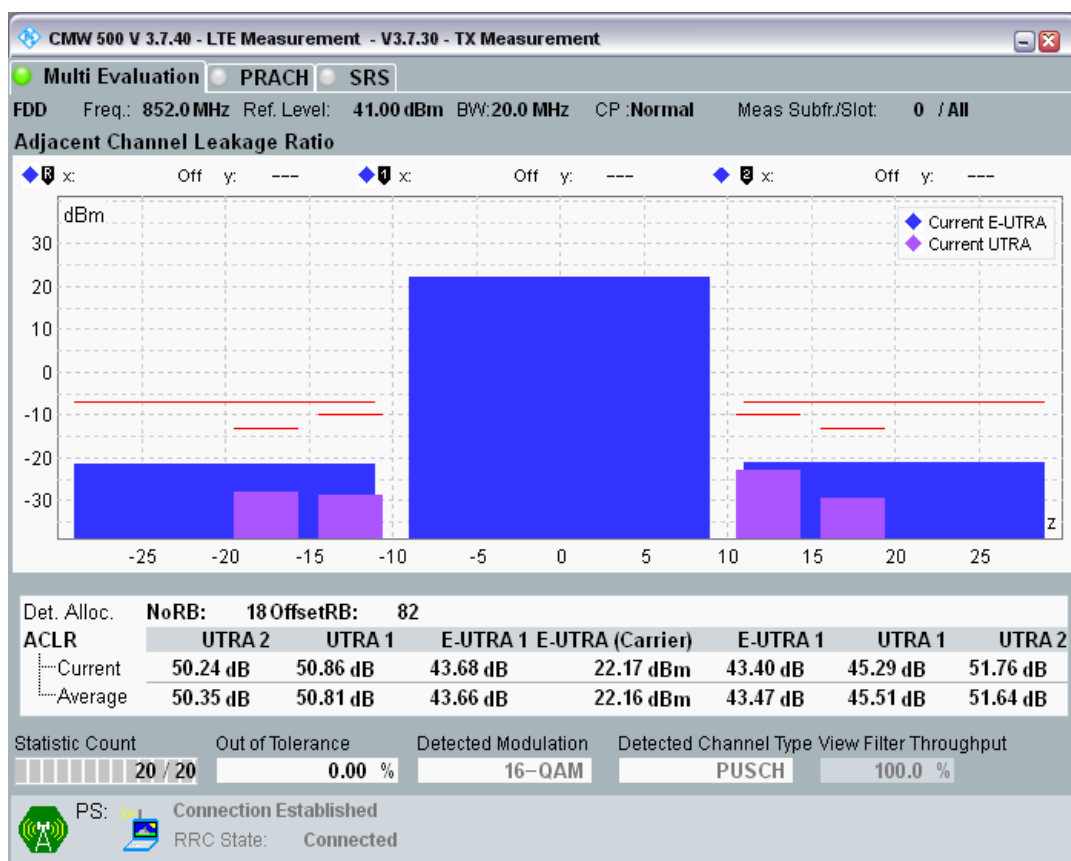 CMW 500 V 3.7.40 - LTE Measurement - V3.7.30 - TX Measurement
Multi Evaluation PRACH SRS
FDD Freq.: 852.0 MHz Ref. Level: 41.00 dBm BW:20.0 MHz CP :Normal Meas Subfr./Slot: 0 / All
Adjacent Channel Leakage Ratio
R x: Off y: --- 1 x: Off y: --- 2 x: Off y: ---
dBm
Current E-UTRA
Current UTRA
30
20
10
0
-10
-20
-30
z
-25 -20 -15 -10 -5 0 5 10 15 20 25
Det. Alloc. NoRB: 18 OffsetRB: 82
ACLR UTRA 2 UTRA 1 E-UTRA 1 E-UTRA (Carrier) E-UTRA 1 UTRA 1 UTRA 2
Current 50.24 dB 50.86 dB 43.68 dB 22.17 dBm 43.40 dB 45.29 dB 51.76 dB
Average 50.35 dB 50.81 dB 43.66 dB 22.16 dBm 43.47 dB 45.51 dB 51.64 dB
Statistic Count Out of Tolerance Detected Modulation Detected Channel Type View Filter Throughput
20 / 20 0.00 % 16-QAM PUSCH 100.0 %
PS: Connection Established
RRC State: Connected